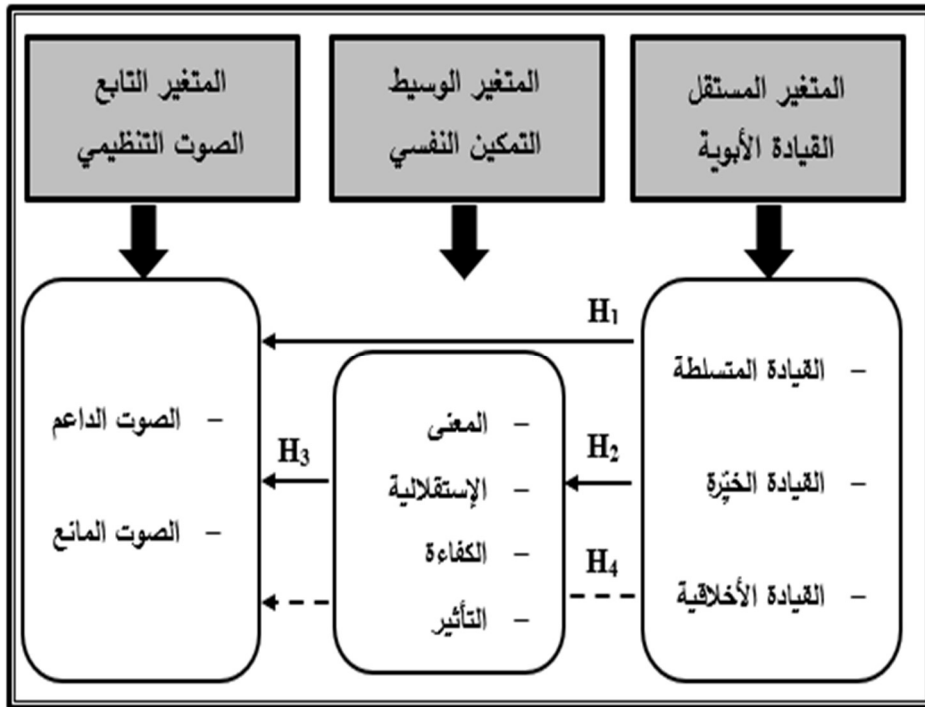 المتغير المستقل
القيادة الأبوية
المتغير الوسيط
التمكين النفسي
المتغير التابع
الصوت التنظيمي
H₁
– القيادة المتسلطة
– القيادة الخيّرة
– القيادة الأخلاقية
H₂
H₄
– المعنى
– الإستقلالية
– الكفاءة
– التأثير
H₃
– الصوت الداعم
– الصوت المانع